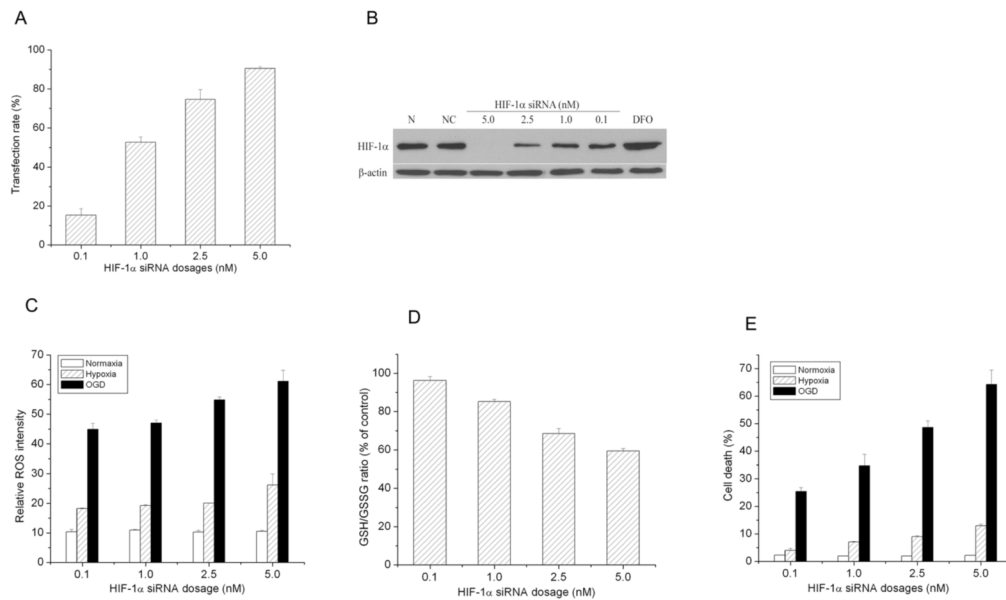 A
Transfection rate (%)
100
80
60
40
20
0
0.1 1.0 2.5 5.0
HIF-1α siRNA dosages (nM)
B
HIF-1α siRNA (nM)
N NC 5.0 2.5 1.0 0.1 DFO
HIF-1α
β-actin
C
Relative ROS intensity
70
60
50
40
30
20
10
0
Normaxia
Hypoxia
OGD
0.1 1.0 2.5 5.0
HIF-1α siRNA dosage (nM)
D
GSH/GSSG ratio (% of control)
100
80
60
40
20
0
0.1 1.0 2.5 5.0
HIF-1α siRNA dosage (nM)
E
Cell death (%)
70
60
50
40
30
20
10
0
Normoxia
Hypoxia
OGD
0.1 1.0 2.5 5.0
HIF-1α siRNA dosages (nM)